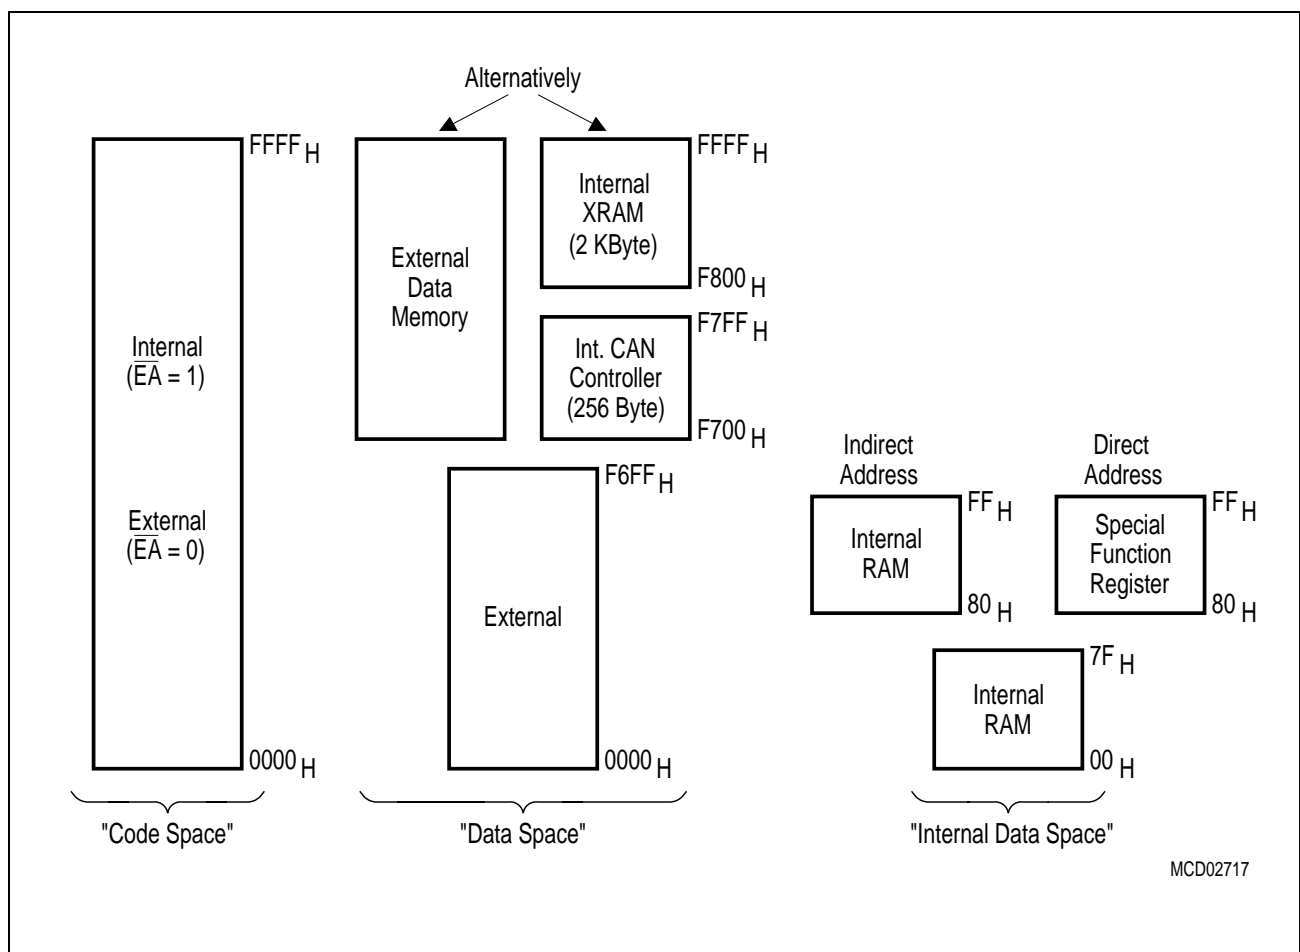 Alternatively
FFFF H
Internal
(EA = 1)
External
(EA = 0)
0000 H
"Code Space"
External
Data
Memory
FFFF H
Internal
XRAM
(2 KByte)
F800 H
F7FF H
Int. CAN
Controller
(256 Byte)
F700 H
F6FF H
External
0000 H
"Data Space"
Indirect
Address
FF H
Internal
RAM
80 H
Direct
Address
FF H
Special
Function
Register
80 H
7F H
Internal
RAM
00 H
"Internal Data Space"
MCD02717